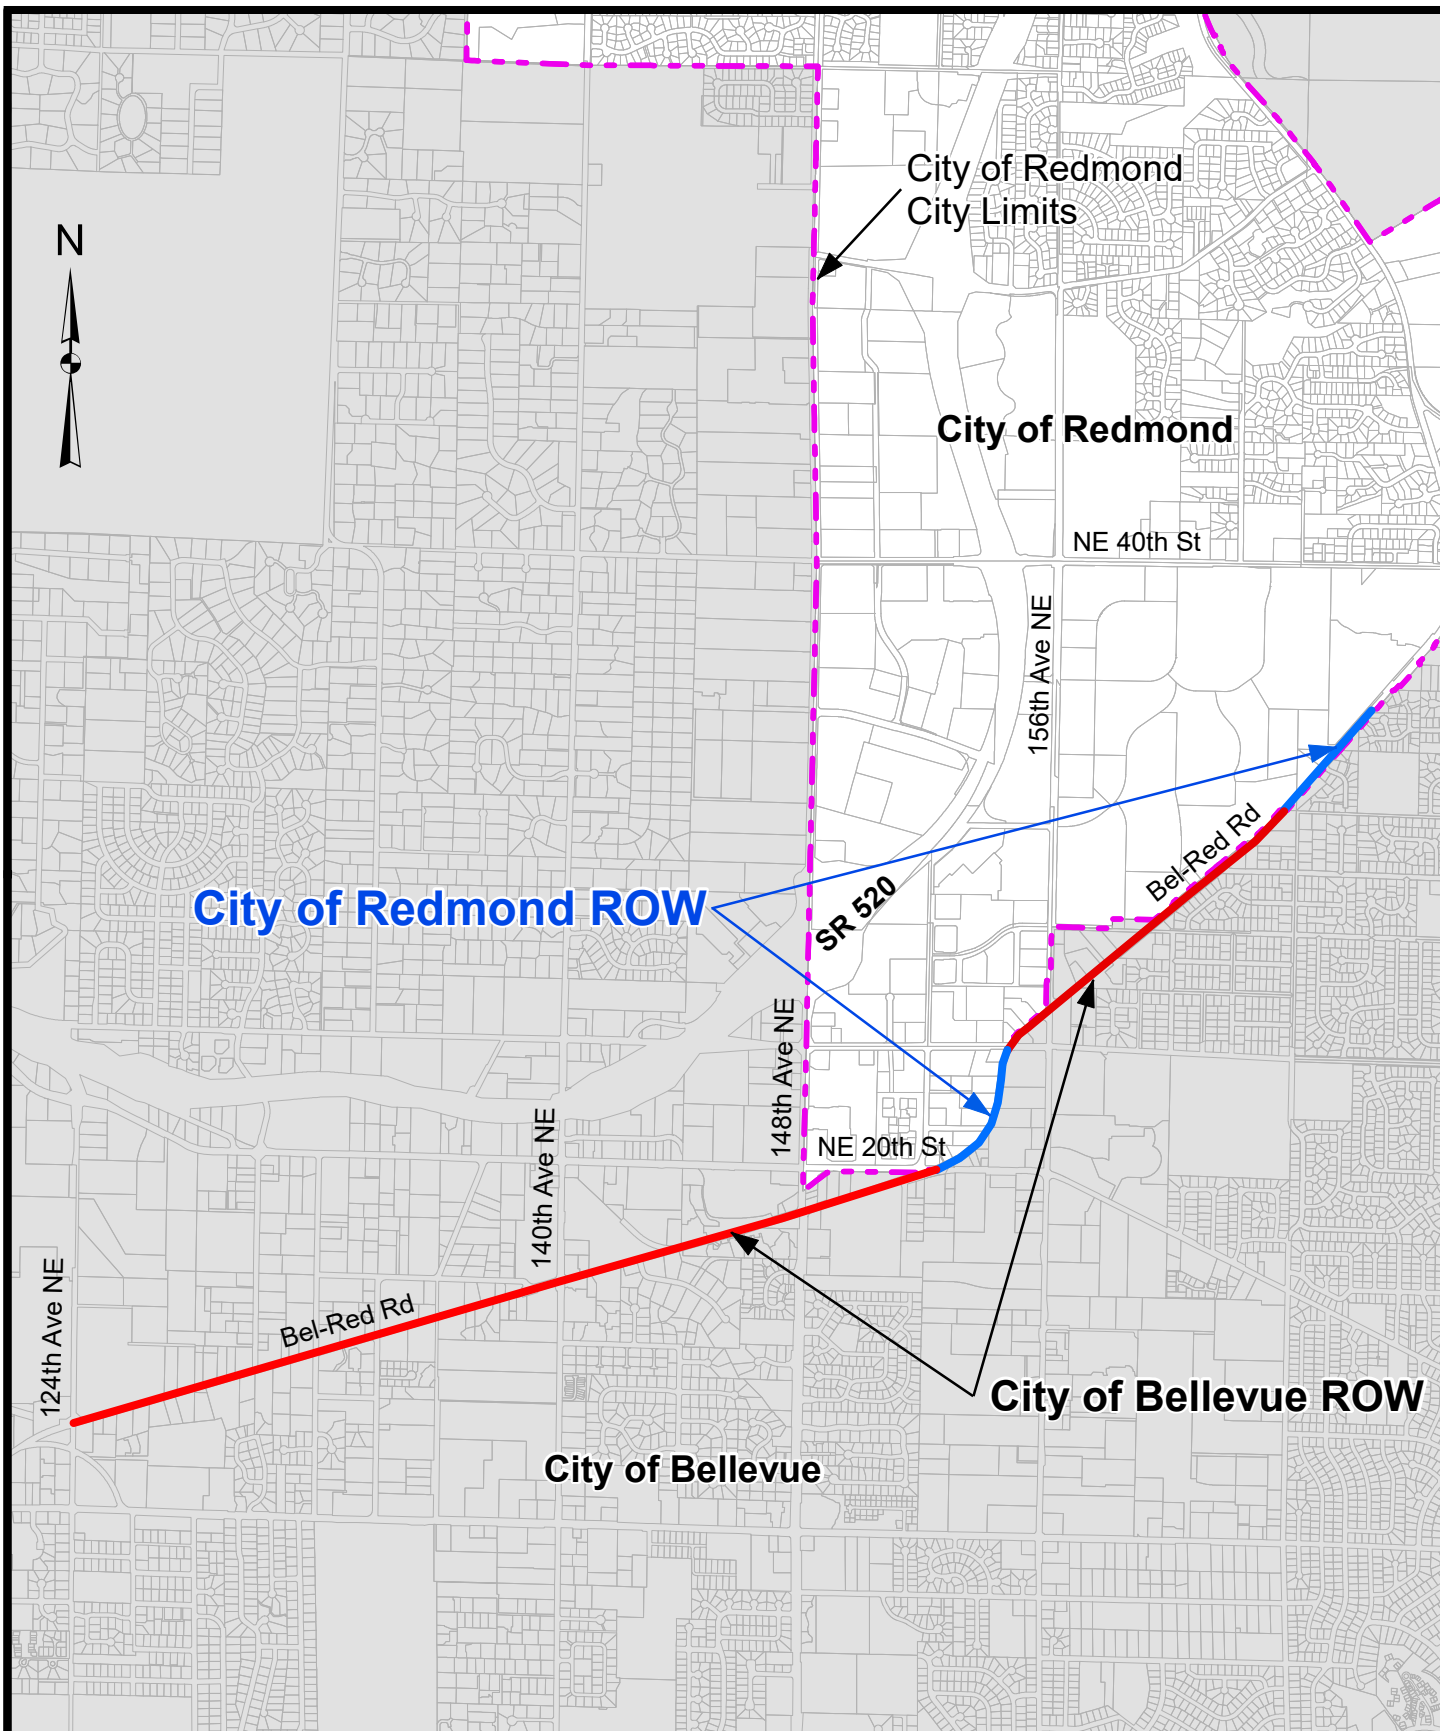 City of Redmond
City Limits
N
City of Redmond
NE 40th St
156th Ave NE
Bel-Red Rd
City of Redmond ROW
SR 520
148th Ave NE
NE 20th St
140th Ave NE
124th Ave NE
Bel-Red Rd
City of Bellevue ROW
City of Bellevue